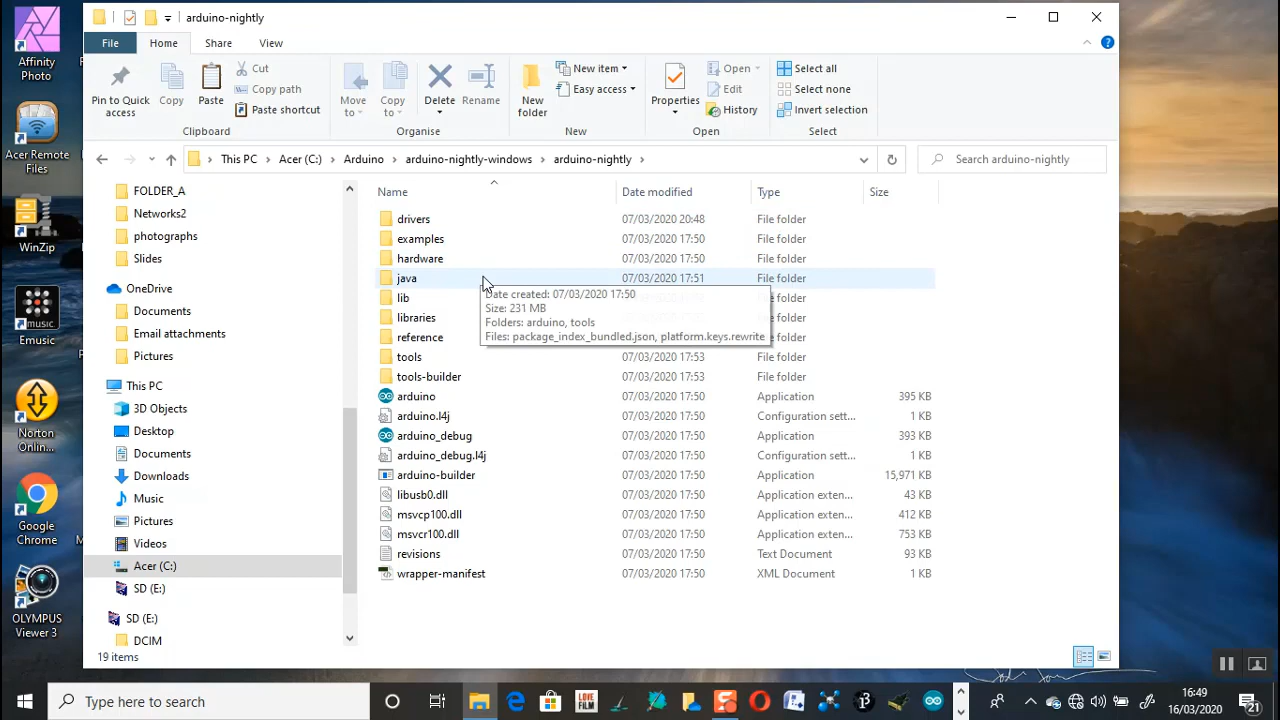 arduino-nightly
File
Home
Share
View
Pin to Quick access
Copy
Paste
Cut
Copy path
Paste shortcut
Clipboard
Move to
Copy to
Delete
Rename
Organise
New folder
New item
Easy access
New
Properties
Open
Edit
History
Open
Select all
Select none
Invert selection
Select
This PC
Acer (C:)
Arduino
arduino-nightly-windows
arduino-nightly
Search arduino-nightly
FOLDER_A
Networks2
photographs
Slides
OneDrive
Documents
Email attachments
Pictures
This PC
3D Objects
Desktop
Documents
Downloads
Music
Pictures
Videos
Acer (C:)
SD (E:)
SD (E:)
DCIM
Name Date modified Type Size
drivers 07/03/2020 20:48 File folder
examples 07/03/2020 17:50 File folder
hardware 07/03/2020 17:50 File folder
java 07/03/2020 17:51 File folder
lib File folder
libraries File folder
reference File folder
Date created: 07/03/2020 17:50
Size: 231 MB
Folders: arduino, tools
Files: package_index_bundled.json, platform.keys.rewrite
tools 07/03/2020 17:53 File folder
tools-builder 07/03/2020 17:53 File folder
arduino 07/03/2020 17:50 Application 395 KB
arduino.l4j 07/03/2020 17:50 Configuration sett... 1 KB
arduino_debug 07/03/2020 17:50 Application 393 KB
arduino_debug.l4j 07/03/2020 17:50 Configuration sett... 1 KB
arduino-builder 07/03/2020 17:50 Application 15,971 KB
libusb0.dll 07/03/2020 17:50 Application exten... 43 KB
msvcp100.dll 07/03/2020 17:50 Application exten... 412 KB
msvcr100.dll 07/03/2020 17:50 Application exten... 753 KB
revisions 07/03/2020 17:50 Text Document 93 KB
wrapper-manifest 07/03/2020 17:50 XML Document 1 KB
19 items
Affinity Photo
Acer Remote Files
WinZip
music
Emusic
Norton Onlin...
Google Chrome
OLYMPUS Viewer 3
Type here to search
LOVE FILM
16:49
16/03/2020
21